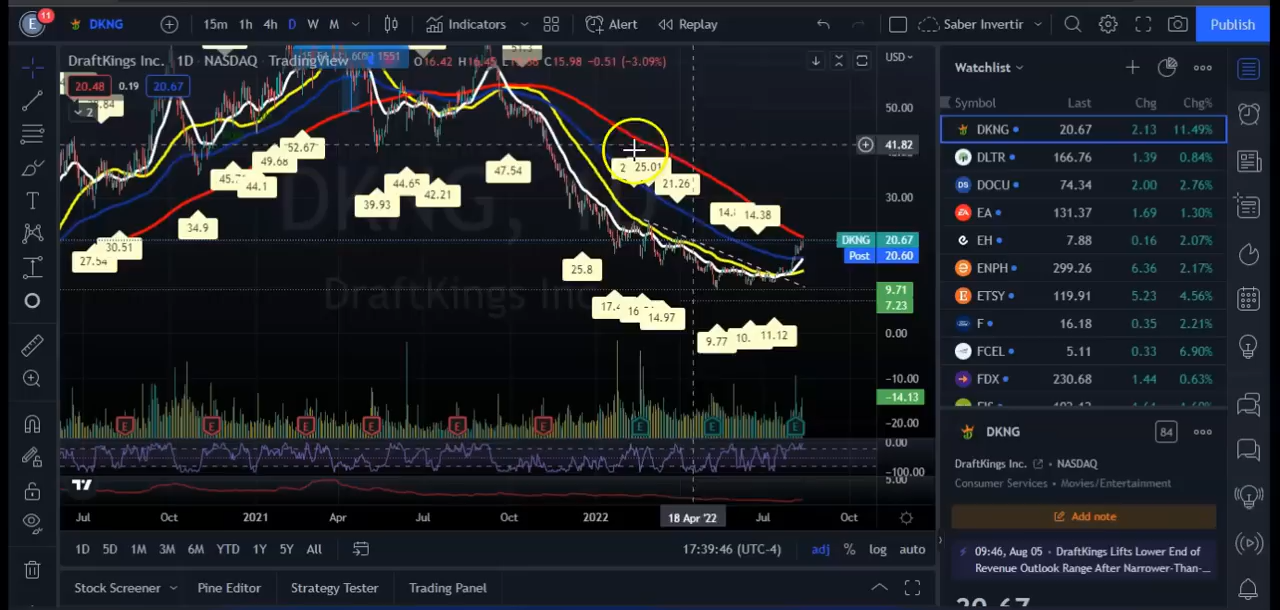 E 11 DKNG 15m 1h 4h D W M Indicators Alert Replay Saber Invertir Publish
DraftKings Inc. 1D NASDAQ TradingView O16.42 H16.45 C15.98 −0.51 (−3.09%) USD
20.48 0.19 20.67
2
50.00
41.82
30.00
52.67
49.68
44.1
34.9
30.51
27.54
39.93
44.65
42.21
47.54
25.01
21.26
14.38
25.8
14.97
9.77
11.12
DKNG 20.67
Post 20.60
9.71
7.23
0.00
−10.00
−14.13
−20.00
0.00
−100.00
5.00
DKNG,
DraftKings Inc
E E E E E E E E E
Jul Oct 2021 Apr Jul Oct 2022 18 Apr '22 Jul Oct
1D 5D 1M 3M 6M YTD 1Y 5Y All 17:39:46 (UTC-4) adj % log auto
Stock Screener Pine Editor Strategy Tester Trading Panel
Watchlist
Symbol Last Chg Chg%
DKNG 20.67 2.13 11.49%
DLTR 166.76 1.39 0.84%
DOCU 74.34 2.00 2.76%
EA 131.37 1.69 1.30%
EH 7.88 0.16 2.07%
ENPH 299.26 6.36 2.17%
ETSY 119.91 5.23 4.56%
F 16.18 0.35 2.21%
FCEL 5.11 0.33 6.90%
FDX 230.68 1.44 0.63%
DKNG 84
DraftKings Inc. • NASDAQ
Consumer Services • Movies/Entertainment
Add note
09:46, Aug 05 • DraftKings Lifts Lower End of
Revenue Outlook Range After Narrower-Than-...
20.67